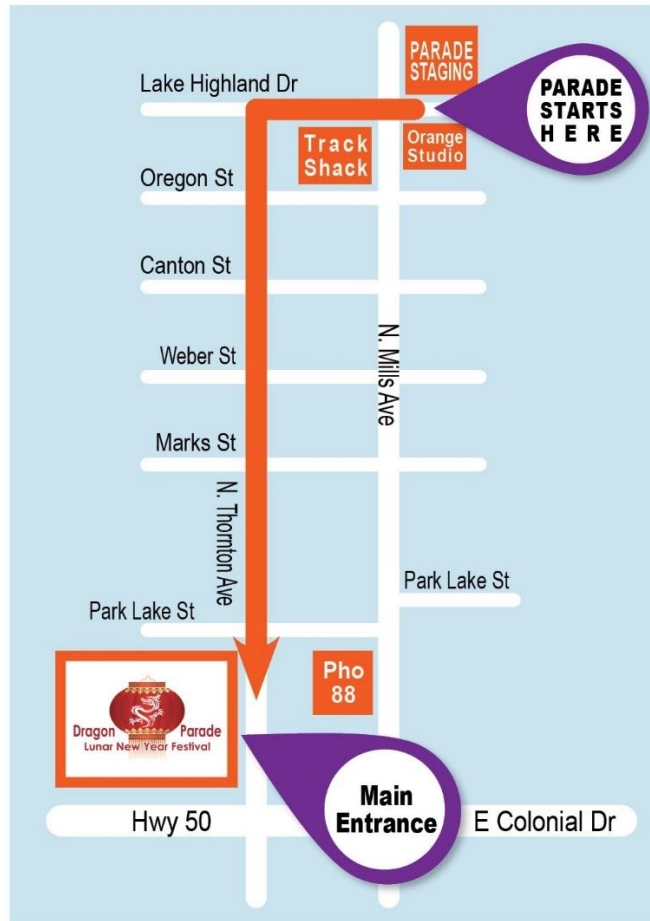 PARADE
STAGING
Lake Highland Dr
PARADE
STARTS
HERE
Track
Shack
Orange
Studio
Oregon St
Canton St
N. Mills Ave
Weber St
Marks St
N. Thornton Ave
Park Lake St
Park Lake St
Pho
88
Dragon Parade
Lunar New Year Festival
Main
Entrance
Hwy 50
E Colonial Dr